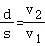 d/s = v₂/v₁